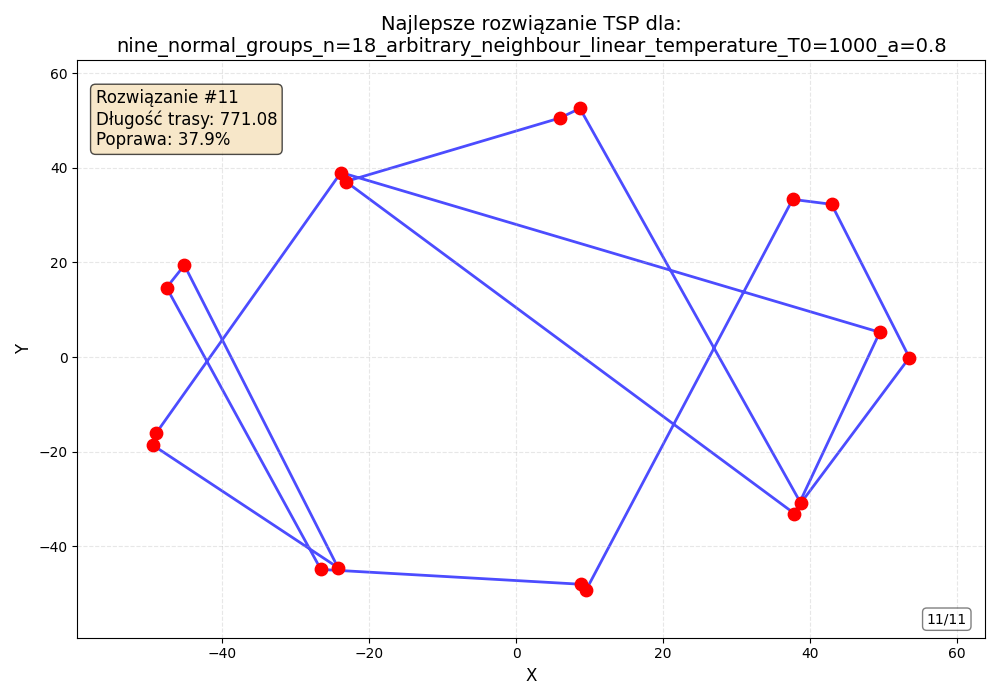 Najlepsze rozwiązanie TSP dla:
nine_normal_groups_n=18_arbitrary_neighbour_linear_temperature_T0=1000_a=0.8
Rozwiązanie #11
Długość trasy: 771.08
Poprawa: 37.9%
60
40
20
0
−20
−40
Y
−40
−20
0
20
40
60
X
11/11